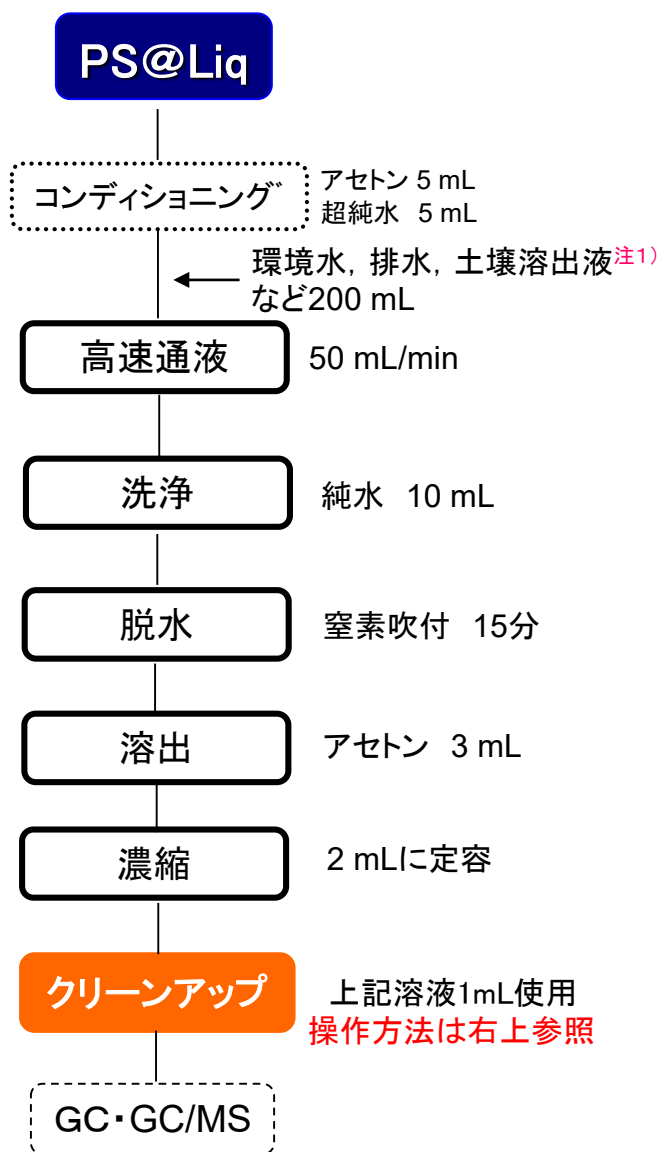 PS@Liq
コンディショニング゛
アセトン 5 mL
超純水 5 mL
環境水, 排水, 土壌溶出液注1)
など200 mL
高速通液
50 mL/min
洗浄
純水 10 mL
脱水
窒素吹付 15分
溶出
アセトン 3 mL
濃縮
2 mLに定容
クリーンアップ
上記溶液1mL使用
操作方法は右上参照
GC・GC/MS